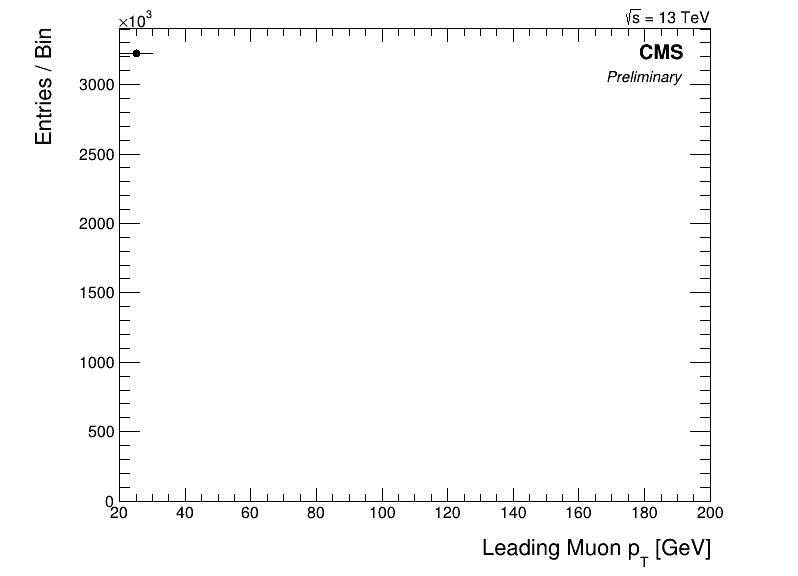 ×10³
√s = 13 TeV
CMS
Preliminary
Entries / Bin
3000
2500
2000
1500
1000
500
0
20 40 60 80 100 120 140 160 180 200
Leading Muon p_T [GeV]